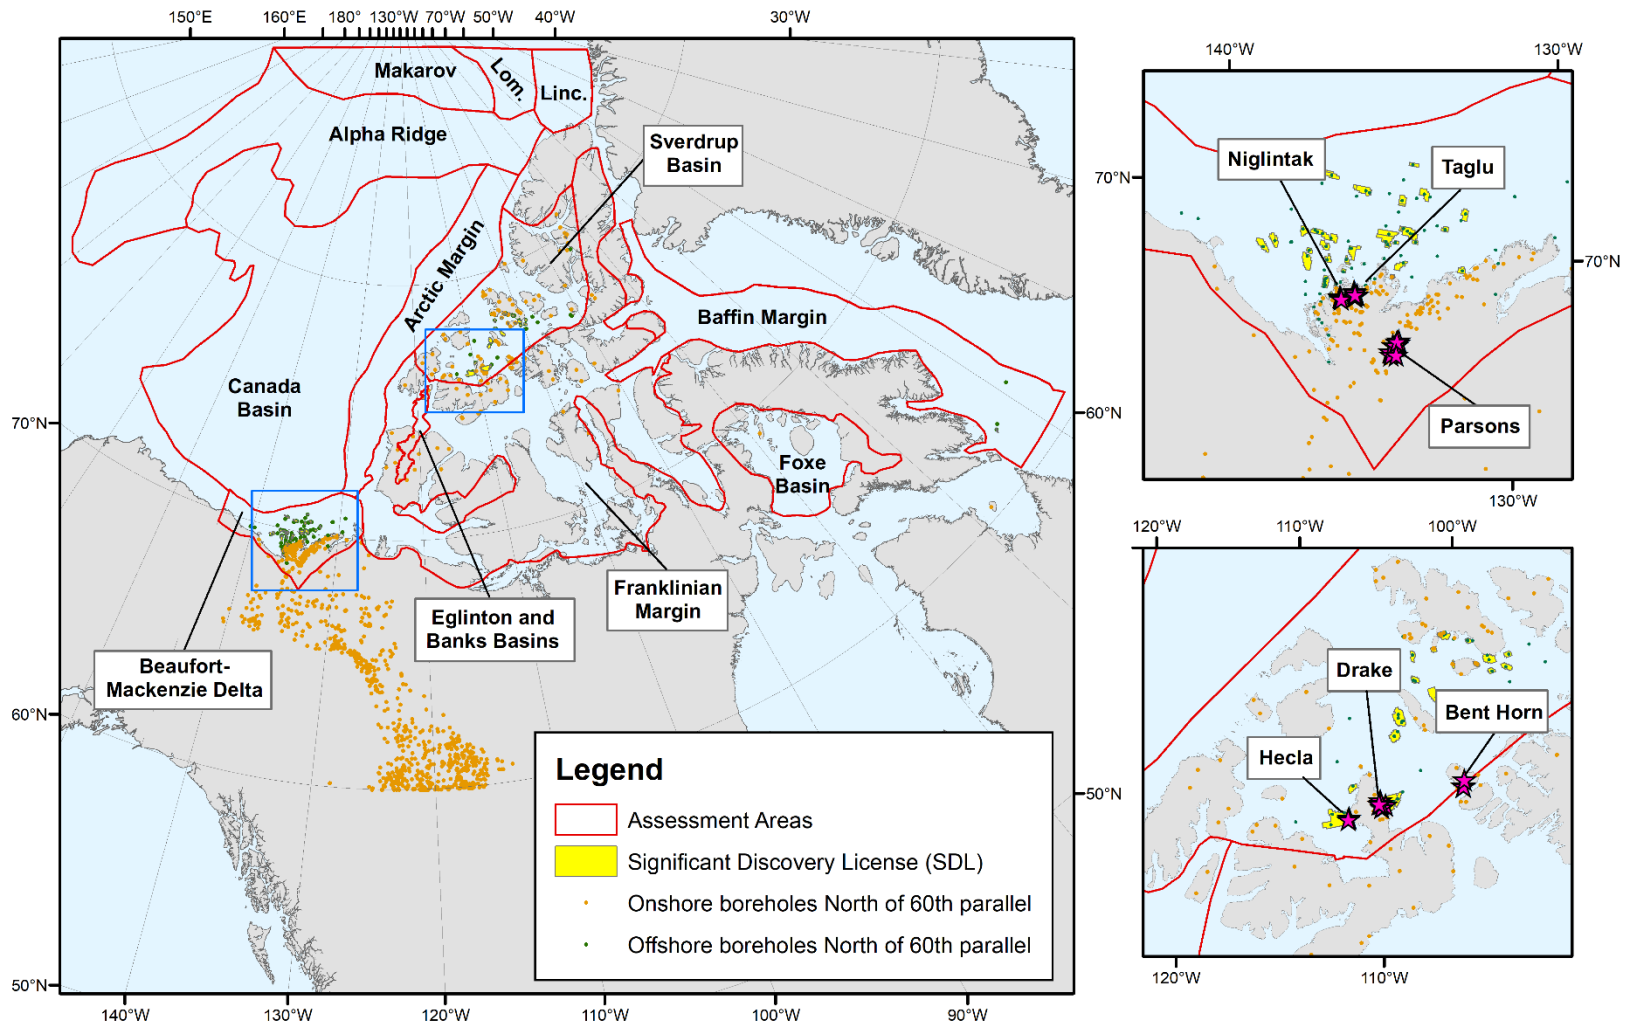 150°E 160°E 180° 130°W 70°W 50°W 40°W 30°W
Makarov
Lom.
Linc.
Alpha Ridge
Sverdrup
Basin
Arctic Margin
Baffin Margin
Canada
Basin
70°N
60°N
Foxe
Basin
Franklinian
Margin
Eglinton and
Banks Basins
Beaufort-
Mackenzie Delta
60°N
50°N
50°N
Legend
Assessment Areas
Significant Discovery License (SDL)
Onshore boreholes North of 60th parallel
Offshore boreholes North of 60th parallel
140°W 130°W 120°W 110°W 100°W 90°W
140°W 130°W
Niglintak
Taglu
70°N
70°N
Parsons
130°W
120°W 110°W 100°W
Drake
Bent Horn
Hecla
120°W 110°W